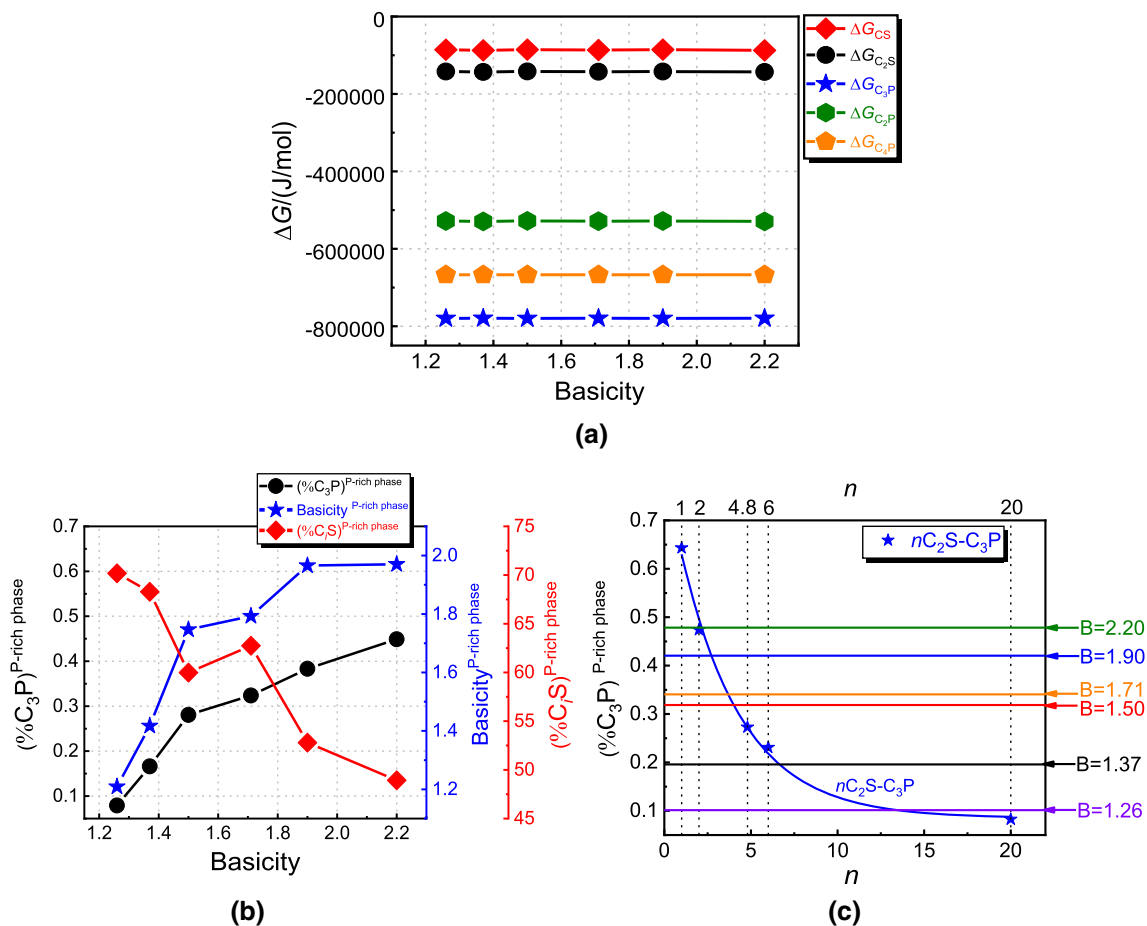 0
-200000
-400000
-600000
-800000
ΔG/(J/mol)
1.2 1.4 1.6 1.8 2.0 2.2
Basicity
ΔG_CS
ΔG_C₂S
ΔG_C₃P
ΔG_C₂P
ΔG_C₄P
(a)
(%C₃P)^P-rich phase
Basicity^P-rich phase
(%CᵢS)^P-rich phase
0.7
0.6
0.5
0.4
0.3
0.2
0.1
(%C₃P)^P-rich phase
1.2 1.4 1.6 1.8 2.0 2.2
Basicity
2.0
1.8
1.6
1.4
1.2
Basicity^P-rich phase
75
70
65
60
55
50
45
(%CᵢS)^P-rich phase
(b)
n
1 2 4.8 6 20
0.7
0.6
0.5
0.4
0.3
0.2
0.1
(%C₃P)^P-rich phase
nC₂S-C₃P
nC₂S-C₃P
B=2.20
B=1.90
B=1.71
B=1.50
B=1.37
B=1.26
0 5 10 15 20
n
(c)